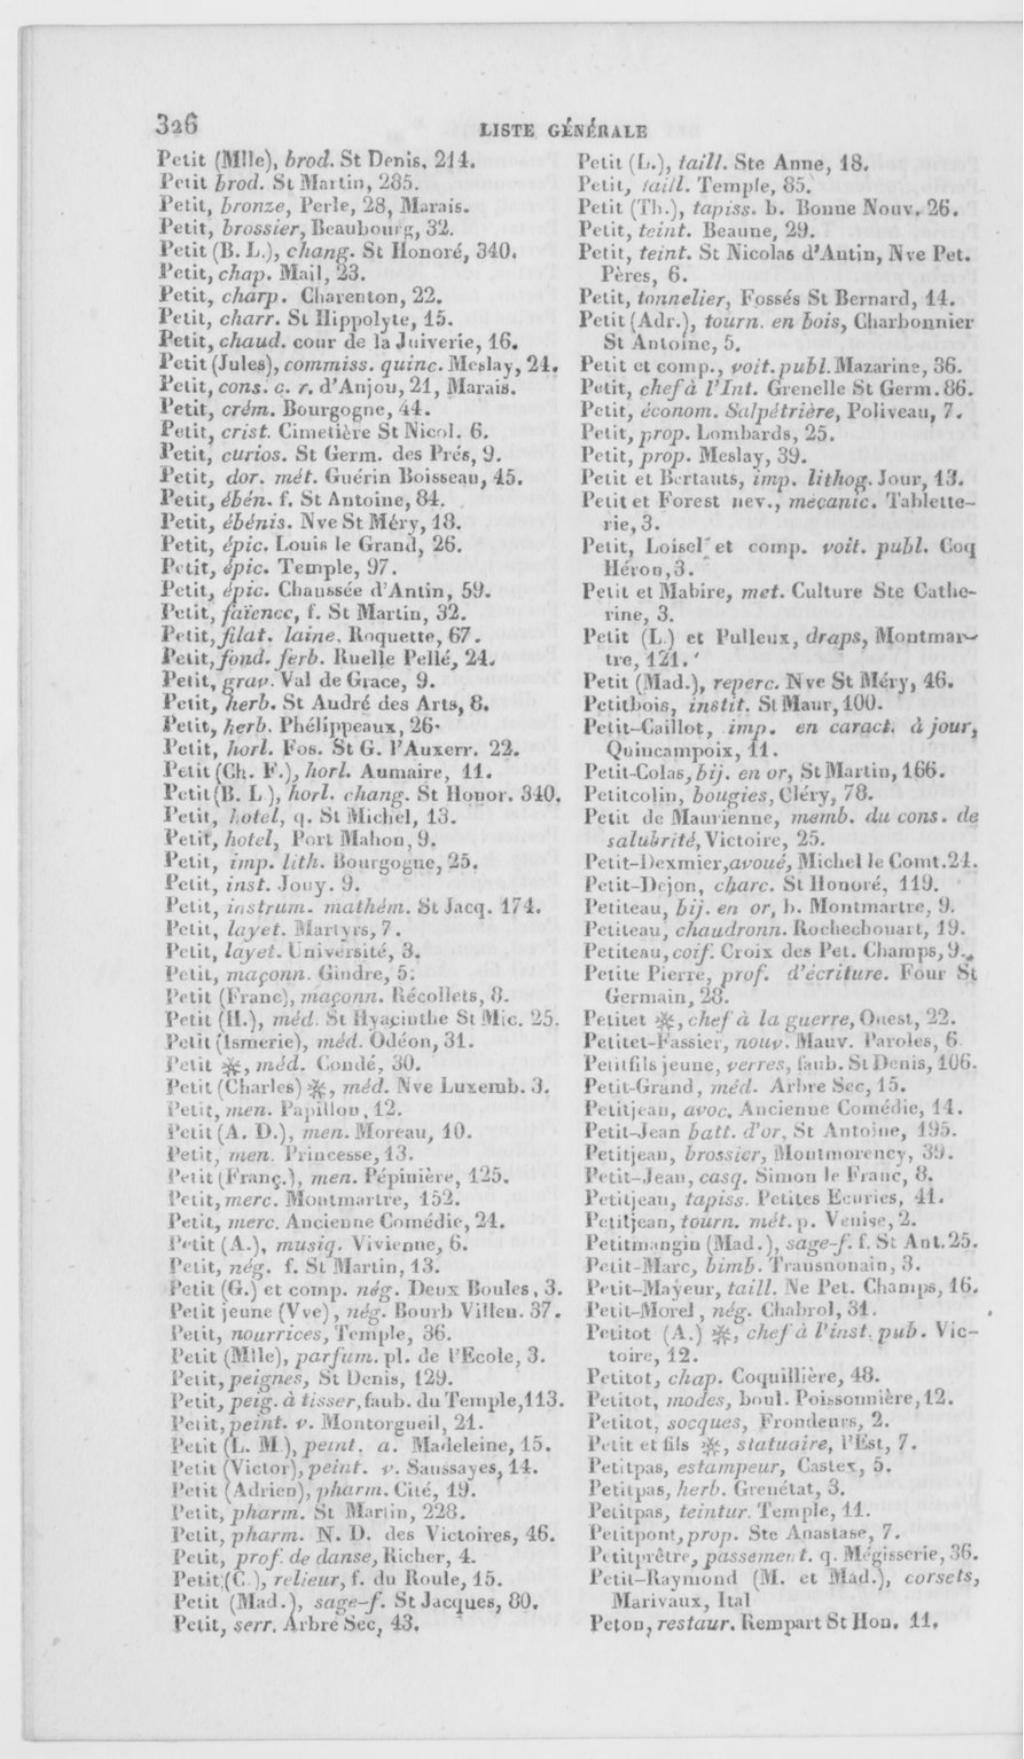 326
LISTE GÉNÉRALE
Petit (Mlle), brod. St Denis, 214.
Petit brod. St Martin, 285.
Petit, bronze, Perle, 28, Marais.
Petit, brossier, Beaubourg, 32.
Petit (B. L.), chang. St Honoré, 340.
Petit, chap. Mail, 23.
Petit, charp. Charenton, 22.
Petit, charr. St Hippolyte, 15.
Petit, chaud. cour de la Juiverie, 16.
Petit (Jules), commiss. quinc. Meslay, 24.
Petit, cons. c. r. d'Anjou, 21, Marais.
Petit, crém. Bourgogne, 44.
Petit, crist. Cimetière St Nicol. 6.
Petit, curios. St Germ. des Prés, 9.
Petit, dor. mét. Guérin Boisseau, 45.
Petit, ébén. f. St Antoine, 84.
Petit, ébénis. Nve St Méry, 18.
Petit, épic. Louis le Grand, 26.
Petit, épic. Temple, 97.
Petit, épic. Chaussée d'Antin, 59.
Petit, faïence, f. St Martin, 32.
Petit, filat. laine. Roquette, 67.
Petit, fond. ferb. Ruelle Pellé, 24.
Petit, grav. Val de Grace, 9.
Petit, herb. St André des Arts, 8.
Petit, herb. Phélippeaux, 26.
Petit, horl. Fos. St G. l'Auxerr. 22.
Petit (Ch. F.), horl. Aumaire, 11.
Petit (B. L ), horl. chang. St Honor. 340.
Petit, hotel, q. St Michel, 13.
Petit, hotel, Port Mahon, 9.
Petit, imp. lith. Bourgogne, 25.
Petit, inst. Jouy. 9.
Petit, instrum. mathém. St Jacq. 174.
Petit, layet. Martyrs, 7.
Petit, layet. Université, 3.
Petit, maçonn. Gindre, 5.
Petit (Franc), maçonn. Récollets, 8.
Petit (H.), méd. St Hyacinthe St Mic. 25.
Petit (Ismerie), méd. Odéon, 31.
Petit ✻, méd. Condé, 30.
Petit (Charles) ✻, méd. Nve Luxemb. 3.
Petit, men. Papillon, 12.
Petit (A. D.), men. Moreau, 10.
Petit, men. Princesse, 13.
Petit (Franç.), men. Pépinière, 125.
Petit, merc. Montmartre, 152.
Petit, merc. Ancienne Comédie, 24.
Petit (A.), musiq. Vivienne, 6.
Petit, nég. f. St Martin, 13.
Petit (G.) et comp. nég. Deux Boules, 3.
Petit jeune (Vve), nég. Bourb Villen. 37.
Petit, nourrices, Temple, 36.
Petit (Mlle), parfum. pl. de l'Ecole, 3.
Petit, peignes, St Denis, 129.
Petit, peig. à tisser, faub. du Temple, 113.
Petit, peint. v. Montorgueil, 21.
Petit (L. M.), peint. a. Madeleine, 15.
Petit (Victor), peint. v. Saussayes, 14.
Petit (Adrien), pharm. Cité, 19.
Petit, pharm. St Martin, 228.
Petit, pharm. N. D. des Victoires, 46.
Petit, prof. de danse, Richer, 4.
Petit (C.), relieur, f. du Roule, 15.
Petit (Mad.), sage-f. St Jacques, 80.
Petit, serr. Arbre Sec, 43.
Petit (L.), taill. Ste Anne, 18.
Petit, taill. Temple, 85.
Petit (Th.), tapiss. b. Bonne Nouv. 26.
Petit, teint. Beaune, 29.
Petit, teint. St Nicolas d'Antin, Nve Pet.
Pères, 6.
Petit, tonnelier, Fossés St Bernard, 14.
Petit (Adr.), tourn. en bois, Charbonnier
St Antoine, 5.
Petit et comp., voit. publ. Mazarine, 36.
Petit, chef à l'Int. Grenelle St Germ. 86.
Petit, économ. Salpétrière, Poliveau, 7.
Petit, prop. Lombards, 25.
Petit, prop. Meslay, 39.
Petit et Bertauts, imp. lithog. Jour, 13.
Petit et Forest nev., mécanic. Tablette-
rie, 3.
Petit, Loisel et comp. voit. publ. Coq
Héron, 3.
Petit et Mabire, met. Culture Ste Cathe-
rine, 3.
Petit (L.) et Pulleux, draps, Montmar-
tre, 121.
Petit (Mad.), reperc. Nve St Méry, 46.
Petitbois, instit. St Maur, 100.
Petit-Caillot, imp. en caract. à jour,
Quincampoix, 11.
Petit-Colas, bij. en or, St Martin, 166.
Petitcolin, bougies, Cléry, 78.
Petit de Maurienne, memb. du cons. de
salubrité, Victoire, 25.
Petit-Dexmier, avoué, Michel le Comt. 24.
Petit-Dejon, charc. St Honoré, 119.
Petiteau, bij. en or, b. Montmartre, 9.
Petiteau, chaudronn. Rochechouart, 19.
Petiteau, coif. Croix des Pet. Champs, 9.
Petite Pierre, prof. d'écriture. Four St
Germain, 28.
Petitet ✻, chef à la guerre, Ouest, 22.
Petitet-Fassier, nouv. Mauv. Paroles, 6
Petitfils jeune, verres, faub. St Denis, 106.
Petit-Grand, méd. Arbre Sec, 15.
Petitjean, avoc. Ancienne Comédie, 14.
Petit-Jean batt. d'or, St Antoine, 195.
Petitjean, brossier, Montmorency, 39.
Petit-Jean, casq. Simon le Franc, 8.
Petitjean, tapiss. Petites Ecuries, 41.
Petitjean, tourn. mét. p. Venise, 2.
Petitmangin (Mad.), sage-f. f. St Ant. 25.
Petit-Marc, bimb. Transnonain, 3.
Petit-Mayeur, taill. Ne Pet. Champs, 16.
Petit-Morel, nég. Chabrol, 31.
Petitot (A.) ✻, chef à l'inst. pub. Vic-
toire, 12.
Petitot, chap. Coquillière, 48.
Petitot, modes, boul. Poissonnière, 12.
Petitot, socques, Frondeurs, 2.
Petit et fils ✻, statuaire, l'Est, 7.
Petitpas, estampeur, Castex, 5.
Petitpas, herb. Grenétat, 3.
Petitpas, teintur. Temple, 11.
Petitpont, prop. Ste Anastase, 7.
Petitprêtre, passement. q. Mégisserie, 36.
Petit-Raymond (M. et Mad.), corsets,
Marivaux, Ital
Peton, restaur. Rempart St Hon. 11.